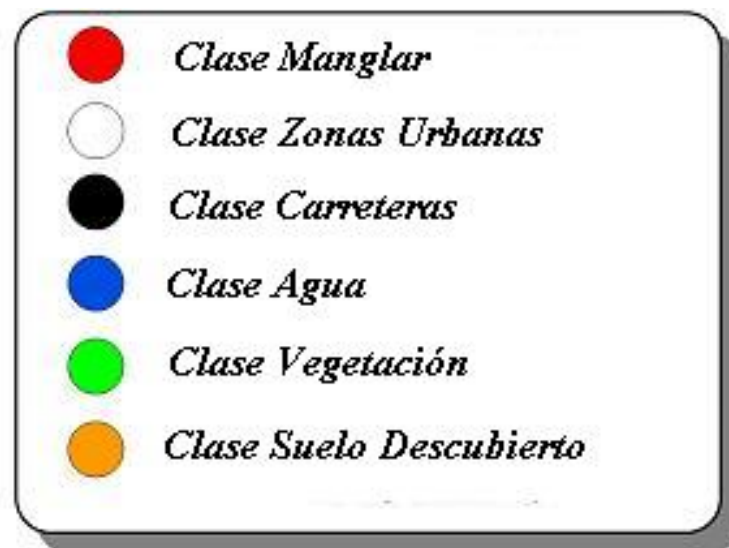 Clase Manglar
Clase Zonas Urbanas
Clase Carreteras
Clase Agua
Clase Vegetación
Clase Suelo Descubierto